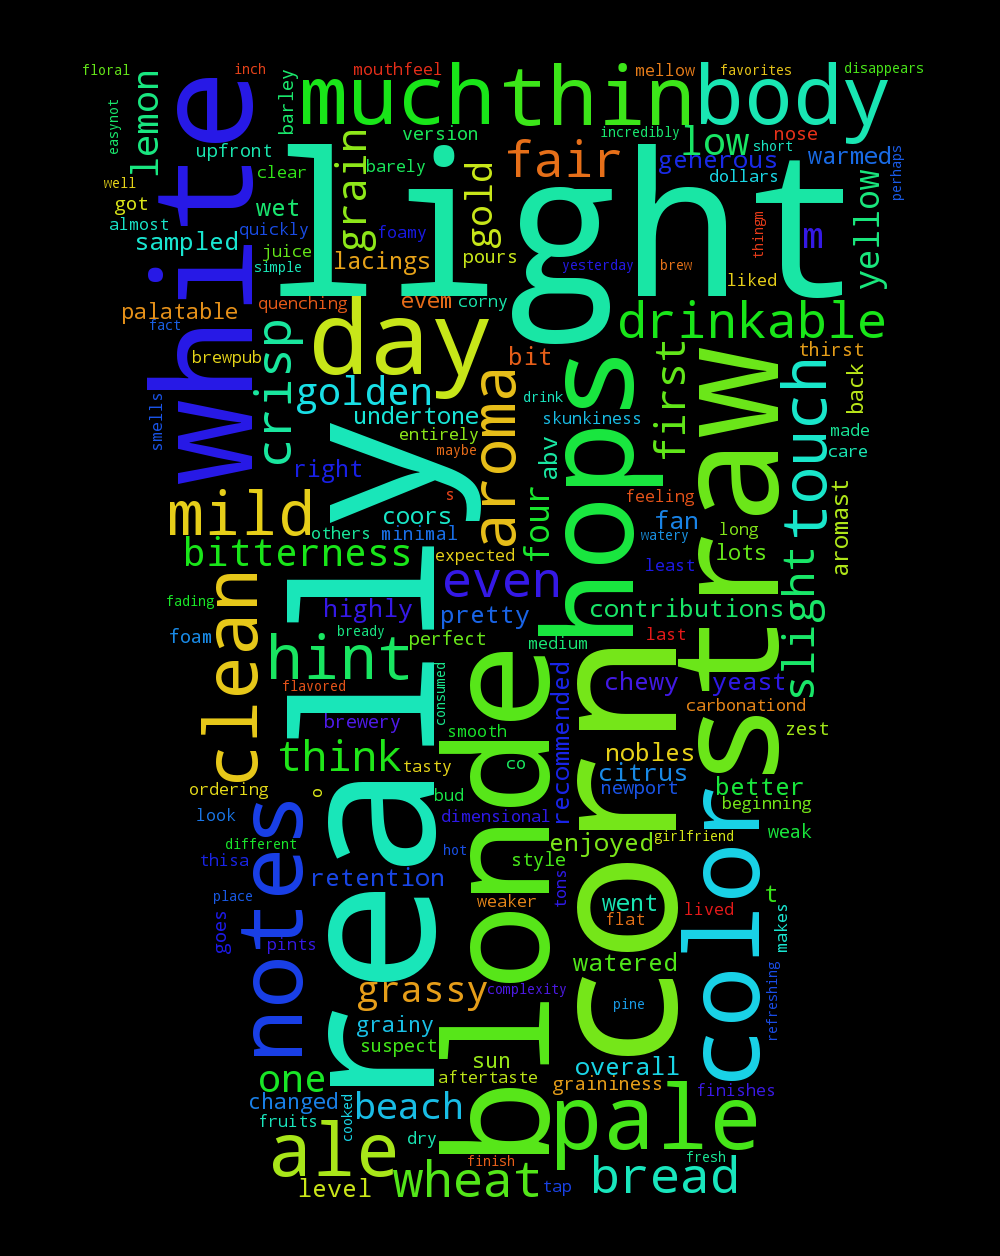 floral
inch
mouthfeel
mellow
favorites
disappears
much
thin
body
white
lemon
easynot
barley
version
incredibly
low
short
nose
upfront
grain
barely
fair
generous
warmed
perhaps
clear
dollars
well
got
wet
gold
light
yellow
almost
quickly
foamy
thingm
m
sampled
juice
lacings
pours
simple
yesterday
brew
liked
palatable
quenching
evem
corny
fact
day
drinkable
brewpub
crisp
bit
first
thirst
golden
drink
hops
straw
touch
back
smells
undertone
aroma
skunkiness
made
entirely
maybe
abv
care
right
mild
s
feeling
coors
four
fan
long
aromast
others
minimal
watery
bitterness
expected
lots
really
even
least
slight
clean
fading
highly
pretty
contributions
foam
bready
perfect
medium
last
hint
flavored
consumed
recommended
chewy
yeast
brewery
carbonationd
smooth
blonde
corn
color
zest
think
tasty
co
nobles
citrus
ordering
o
bud
newport
better
beginning
look
dimensional
notes
different
hot
enjoyed
girlfriend
weak
thisa
style
retention
tons
place
weaker
went
t
goes
flat
lived
makes
pints
watered
grassy
complexity
pine
refreshing
grainy
suspect
sun
overall
one
aftertaste
graininess
finishes
changed
beach
pale
fruits
cooked
ale
dry
finish
fresh
level
wheat
tap
bread